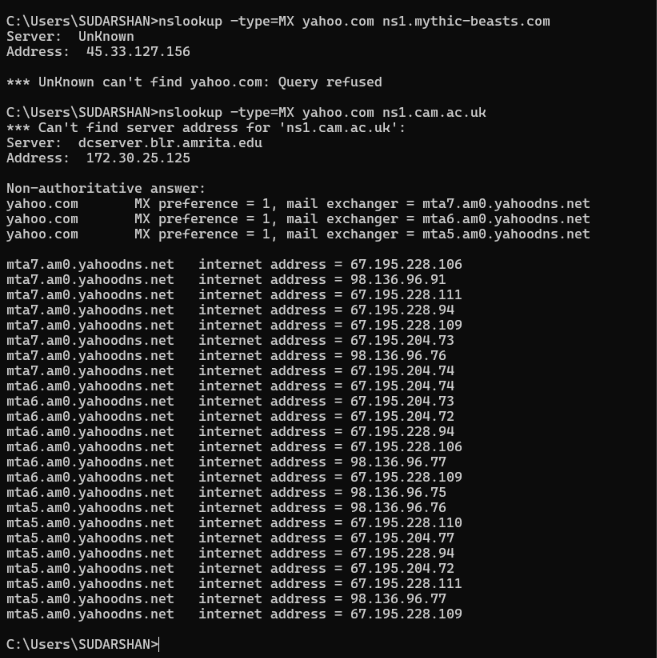 C:\Users\SUDARSHAN>nslookup -type=MX yahoo.com ns1.mythic-beasts.com
Server:  UnKnown
Address:  45.33.127.156

*** UnKnown can't find yahoo.com: Query refused

C:\Users\SUDARSHAN>nslookup -type=MX yahoo.com ns1.cam.ac.uk
*** Can't find server address for 'ns1.cam.ac.uk':
Server:  dcserver.blr.amrita.edu
Address:  172.30.25.125

Non-authoritative answer:
yahoo.com       MX preference = 1, mail exchanger = mta7.am0.yahoodns.net
yahoo.com       MX preference = 1, mail exchanger = mta6.am0.yahoodns.net
yahoo.com       MX preference = 1, mail exchanger = mta5.am0.yahoodns.net

mta7.am0.yahoodns.net   internet address = 67.195.228.106
mta7.am0.yahoodns.net   internet address = 98.136.96.91
mta7.am0.yahoodns.net   internet address = 67.195.228.111
mta7.am0.yahoodns.net   internet address = 67.195.228.94
mta7.am0.yahoodns.net   internet address = 67.195.228.109
mta7.am0.yahoodns.net   internet address = 67.195.204.73
mta7.am0.yahoodns.net   internet address = 98.136.96.76
mta7.am0.yahoodns.net   internet address = 67.195.204.74
mta6.am0.yahoodns.net   internet address = 67.195.204.74
mta6.am0.yahoodns.net   internet address = 67.195.204.73
mta6.am0.yahoodns.net   internet address = 67.195.204.72
mta6.am0.yahoodns.net   internet address = 67.195.228.94
mta6.am0.yahoodns.net   internet address = 67.195.228.106
mta6.am0.yahoodns.net   internet address = 98.136.96.77
mta6.am0.yahoodns.net   internet address = 67.195.228.109
mta6.am0.yahoodns.net   internet address = 98.136.96.75
mta5.am0.yahoodns.net   internet address = 98.136.96.76
mta5.am0.yahoodns.net   internet address = 67.195.228.110
mta5.am0.yahoodns.net   internet address = 67.195.204.77
mta5.am0.yahoodns.net   internet address = 67.195.228.94
mta5.am0.yahoodns.net   internet address = 67.195.204.72
mta5.am0.yahoodns.net   internet address = 67.195.228.111
mta5.am0.yahoodns.net   internet address = 98.136.96.77
mta5.am0.yahoodns.net   internet address = 67.195.228.109

C:\Users\SUDARSHAN>